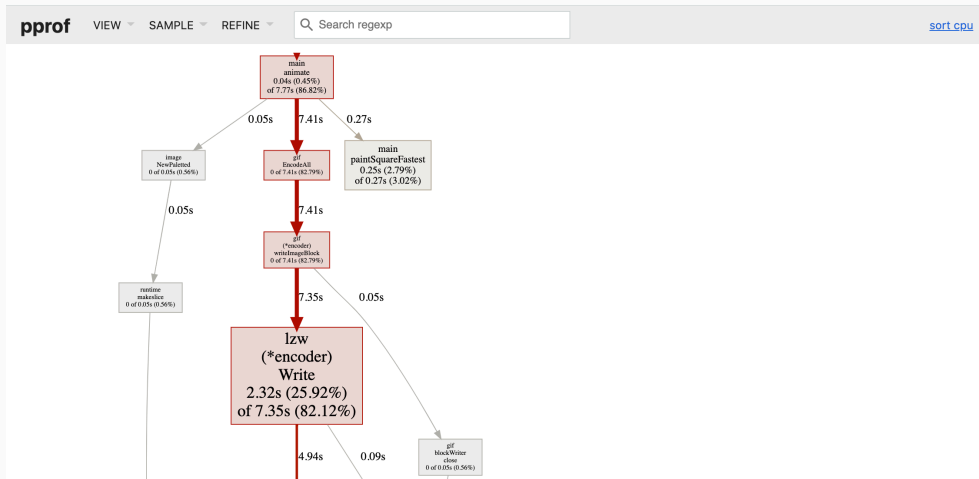 pprof
VIEW
SAMPLE
REFINE
Search regexp
sort cpu
main
animate
0.04s (0.45%)
of 7.77s (86.82%)
0.05s
7.41s
0.27s
image
NewPaletted
0 of 0.05s (0.56%)
gif
EncodeAll
0 of 7.41s (82.79%)
main
paintSquareFastest
0.25s (2.79%)
of 0.27s (3.02%)
0.05s
7.41s
gif
(*encoder)
writeImageBlock
0 of 7.41s (82.79%)
runtime
makeslice
0 of 0.05s (0.56%)
7.35s
0.05s
lzw
(*encoder)
Write
2.32s (25.92%)
of 7.35s (82.12%)
4.94s
0.09s
gif
blockWriter
close
0 of 0.05s (0.56%)